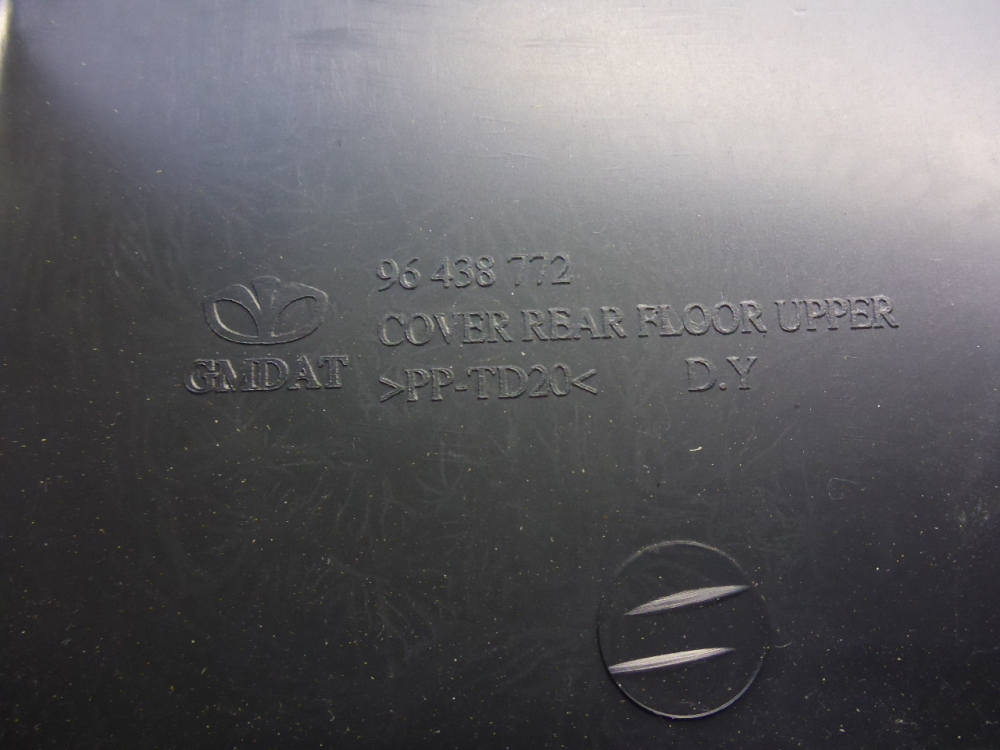 96 438 772
COVER REAR FLOOR UPPER
GMDAT >PP-TD20< D.Y